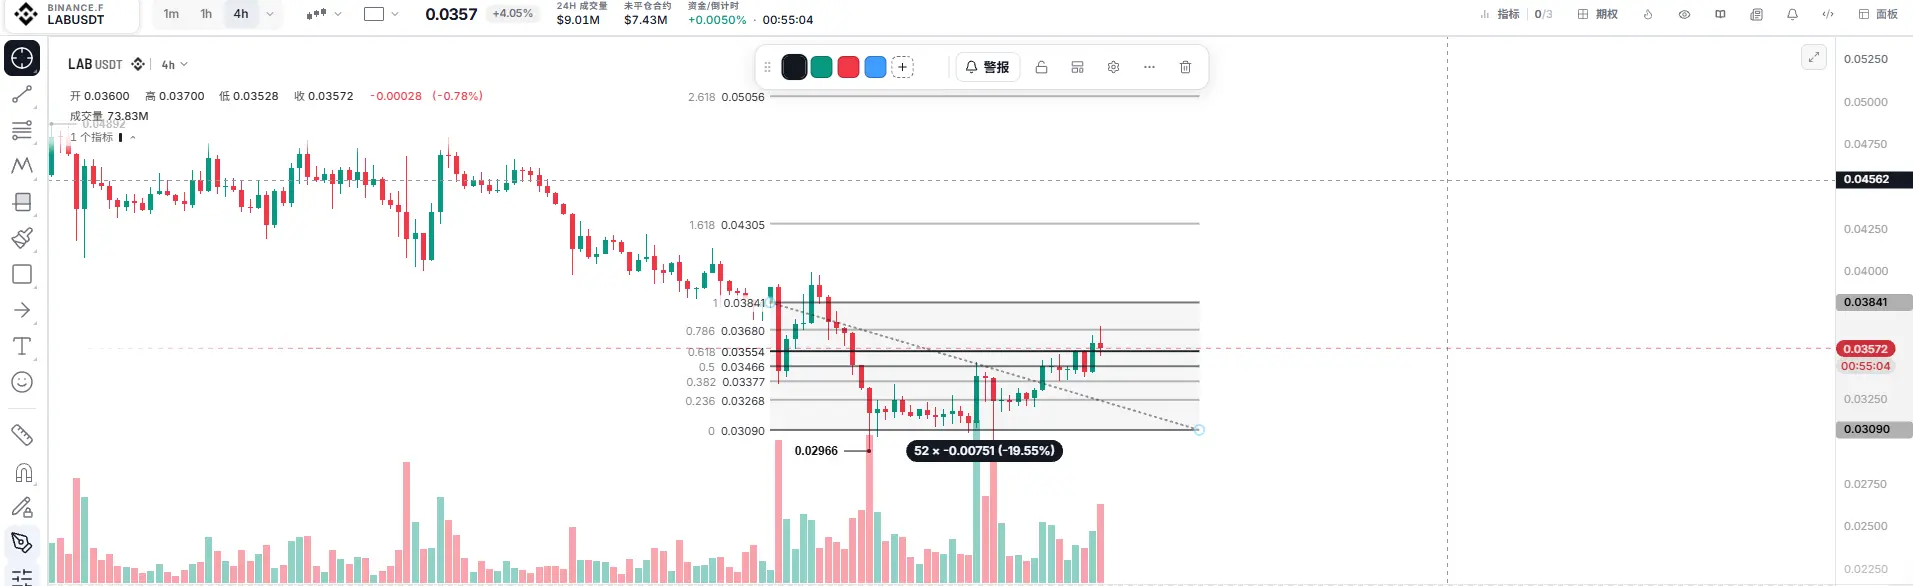 BINANCE.F
LABUSDT
1m 1h 4h
0.0357 +4.05%
24H 成交量
$9.01M
未平仓合约
$7.43M
资金/倒计时
+0.0050% · 00:55:04
指标 0/3 期权 面板
LAB USDT 4h
警报
开 0.03600 高 0.03700 低 0.03528 收 0.03572 -0.00028 (-0.78%)
成交量 73.83M
0.04892
1 个指标
2.618 0.05056
1.618 0.04305
1 0.03841
0.786 0.03680
0.618 0.03554
0.5 0.03466
0.382 0.03377
0.236 0.03268
0 0.03090
0.02966
52 × -0.00751 (-19.55%)
0.05250
0.05000
0.04750
0.04562
0.04250
0.04000
0.03841
0.03572
00:55:04
0.03250
0.03090
0.02750
0.02500
0.02250